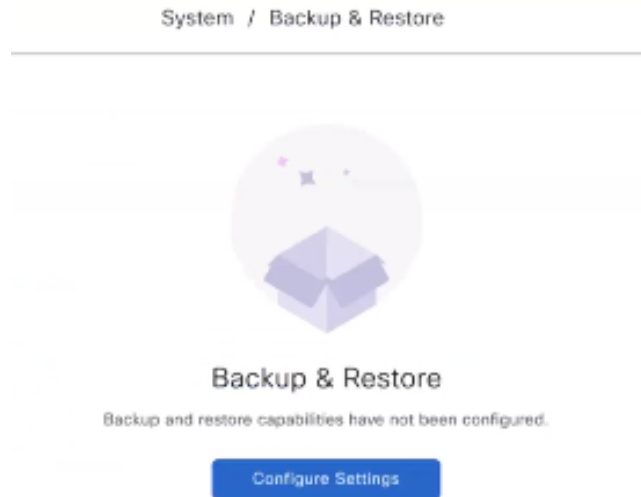 System / Backup & Restore
Backup & Restore
Backup and restore capabilities have not been configured.
Configure Settings